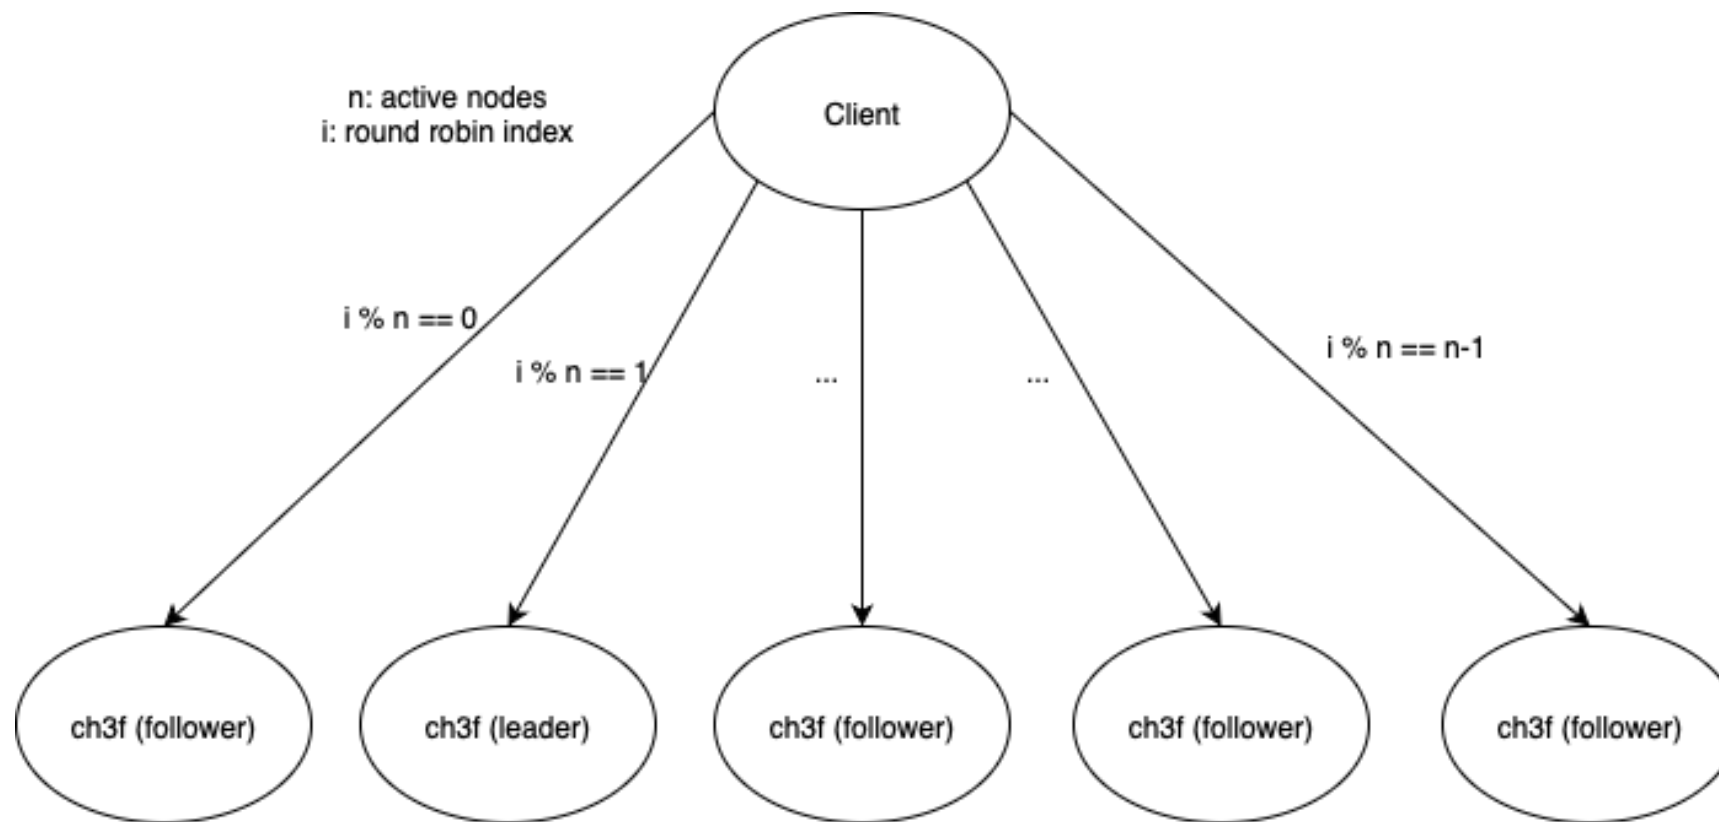 n: active nodes
i: round robin index
Client
i % n == 0
i % n == 1
...
...
i % n == n-1
ch3f (follower)
ch3f (leader)
ch3f (follower)
ch3f (follower)
ch3f (follower)